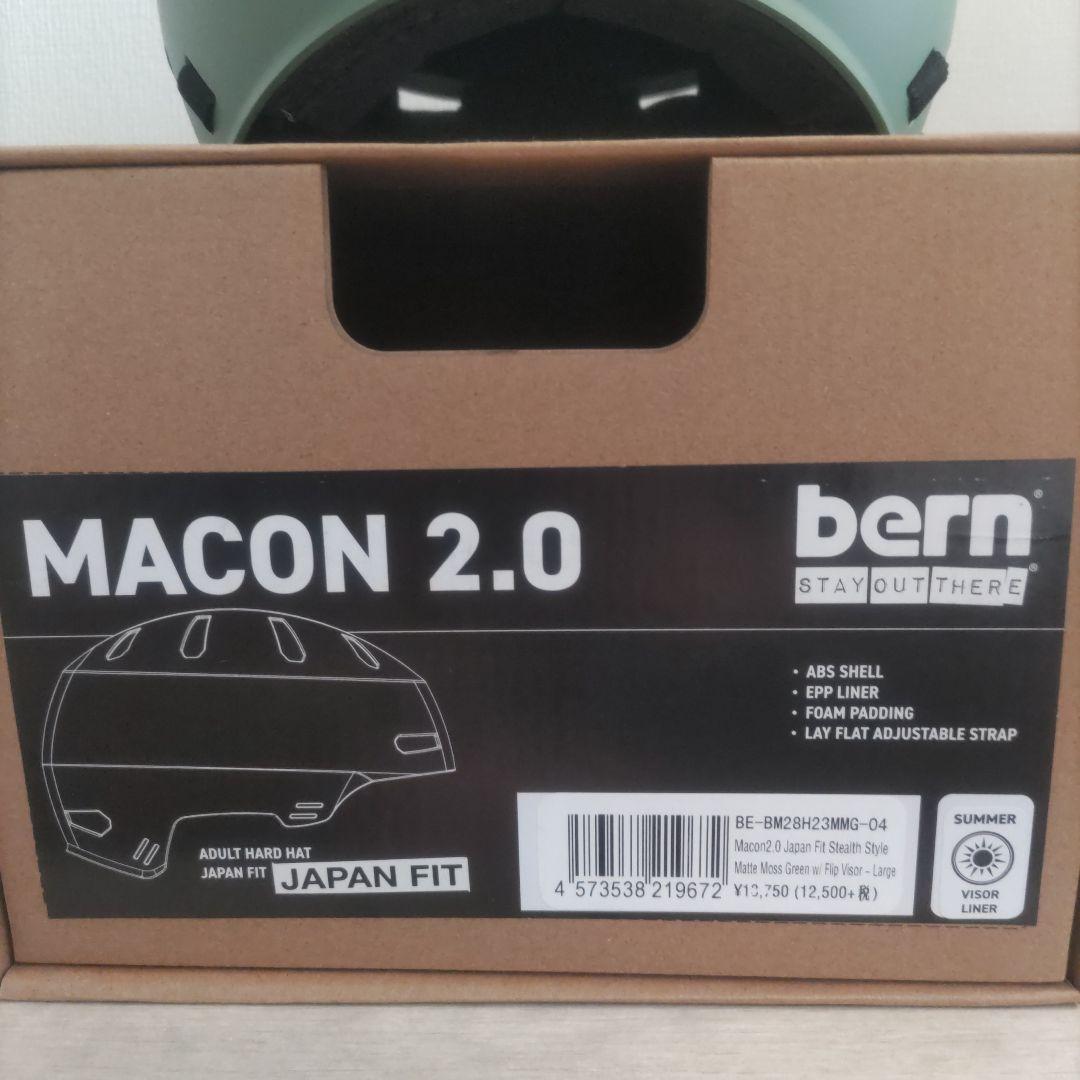 MACON 2.0
bern®
STAY OUT THERE®
• ABS SHELL
• EPP LINER
• FOAM PADDING
• LAY FLAT ADJUSTABLE STRAP
ADULT HARD HAT
JAPAN FIT
JAPAN FIT
BE-BM28H23MMG-04
Macon2.0 Japan Fit Stealth Style
Matte Moss Green w/ Flip Visor - Large
¥13,750 (12,500+税)
4 573538 219672
SUMMER
VISOR
LINER